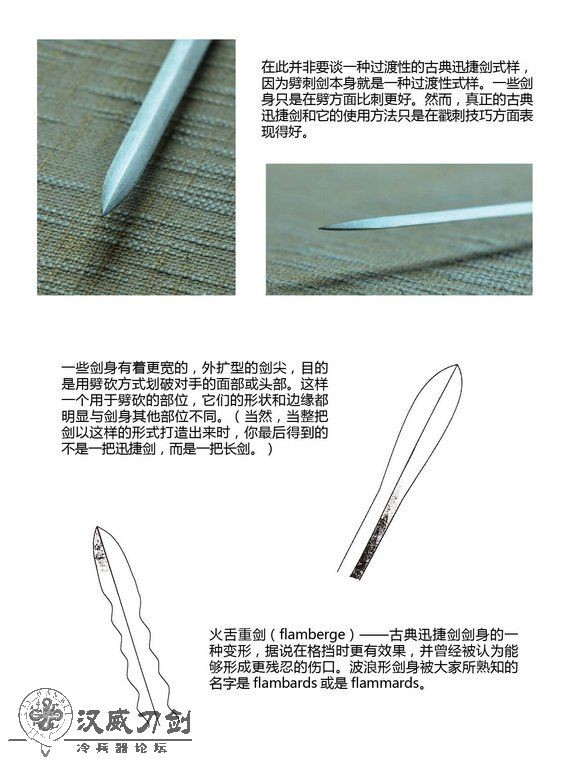 在此并非要谈一种过渡性的古典迅捷剑式样，
因为劈刺剑本身就是一种过渡性式样。一些剑
身只是在劈方面比刺更好。然而，真正的古典
迅捷剑和它的使用方法只是在戳刺技巧方面表
现得好。
一些剑身有着更宽的，外扩型的剑尖，目的
是用劈砍方式划破对手的面部或头部。这样
一个用于劈砍的部位，它们的形状和边缘都
明显与剑身其他部位不同。（当然，当整把
剑以这样的形式打造出来时，你最后得到的
不是一把迅捷剑，而是一把长剑。）
火舌重剑（flamberge）——古典迅捷剑剑身的一
种变形，据说在格挡时更有效果，并曾经被认为能
够形成更残忍的伤口。波浪形剑身被大家所熟知的
名字是 flambards 或是 flammards。
汉威刀剑
冷兵器论坛